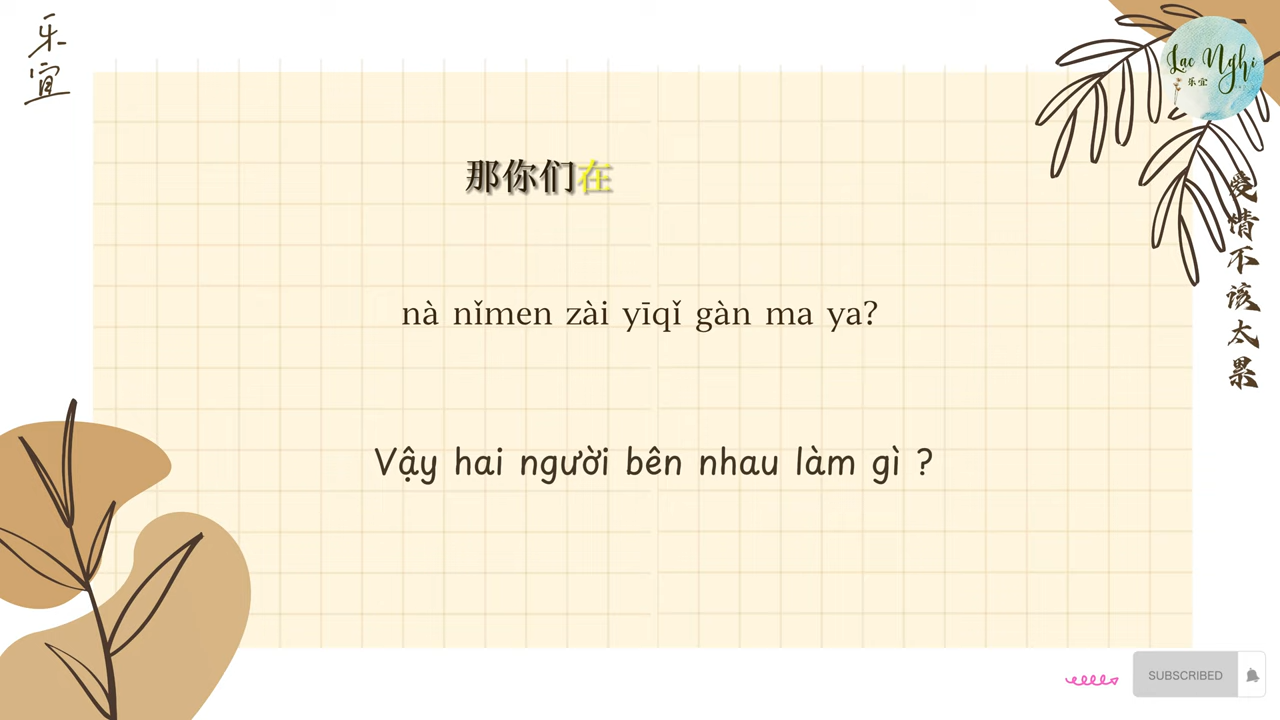 乐宜
Lạc Nghi
乐宜
那你们在
nà nǐmen zài yīqǐ gàn ma ya?
Vậy hai người bên nhau làm gì ?
爱情不该太累
SUBSCRIBED